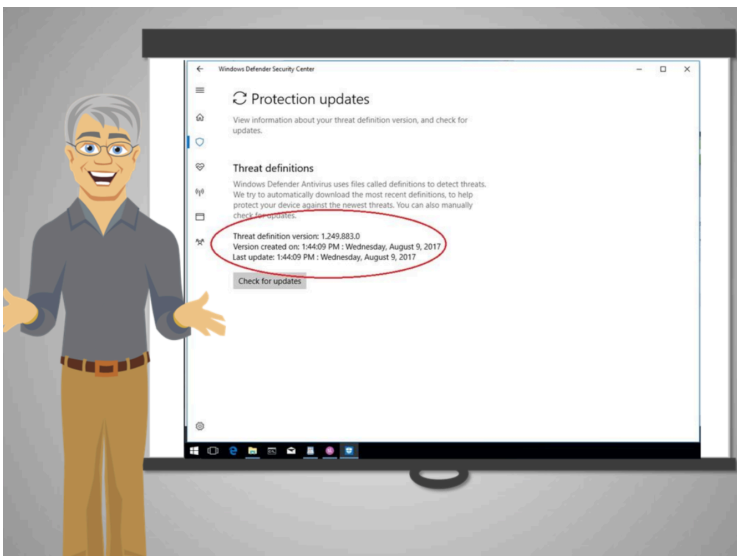 Windows Defender Security Center
Protection updates
View information about your threat definition version, and check for
updates.
Threat definitions
Windows Defender Antivirus uses files called definitions to detect threats.
We try to automatically download the most recent definitions, to help
protect your device against the newest threats. You can also manually
check for updates.
Threat definition version: 1.249.883.0
Version created on: 1:44:09 PM : Wednesday, August 9, 2017
Last update: 1:44:09 PM : Wednesday, August 9, 2017
Check for updates